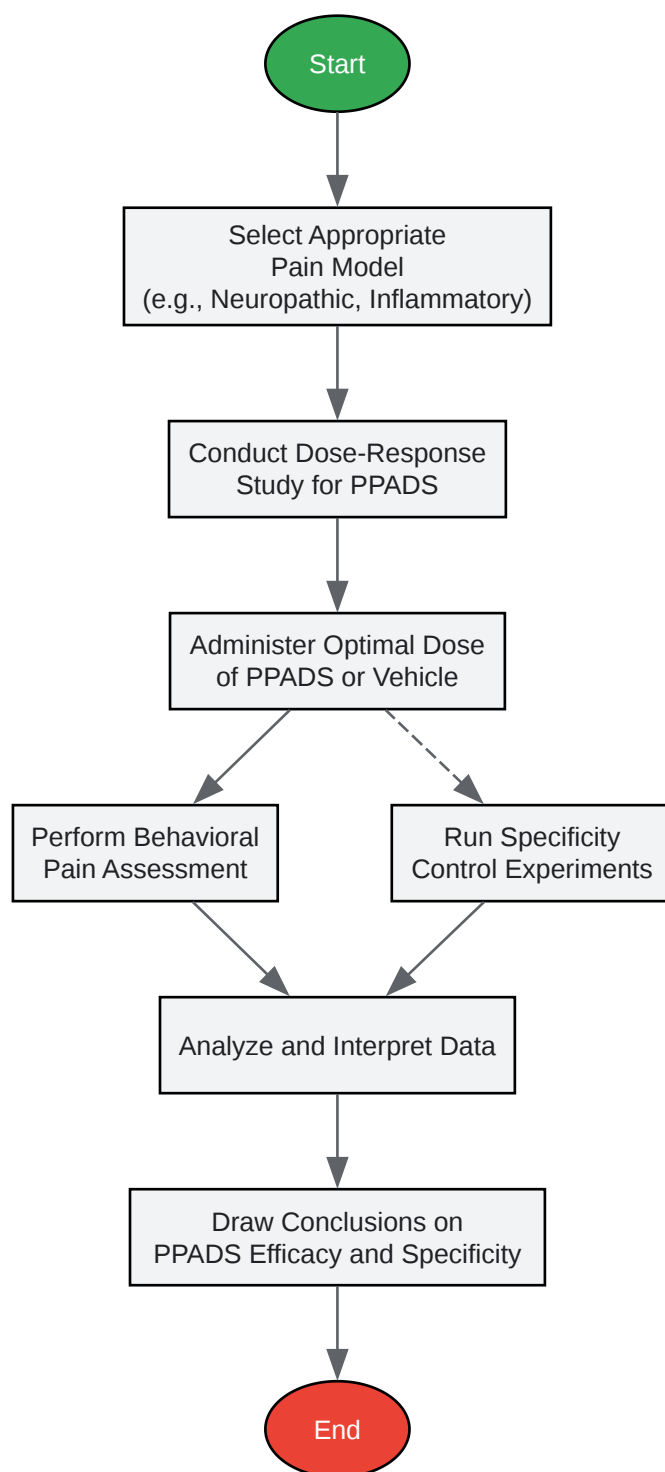 Start
Select Appropriate
Pain Model
(e.g., Neuropathic, Inflammatory)
Conduct Dose-Response
Study for PPADS
Administer Optimal Dose
of PPADS or Vehicle
Perform Behavioral
Pain Assessment
Run Specificity
Control Experiments
Analyze and Interpret Data
Draw Conclusions on
PPADS Efficacy and Specificity
End